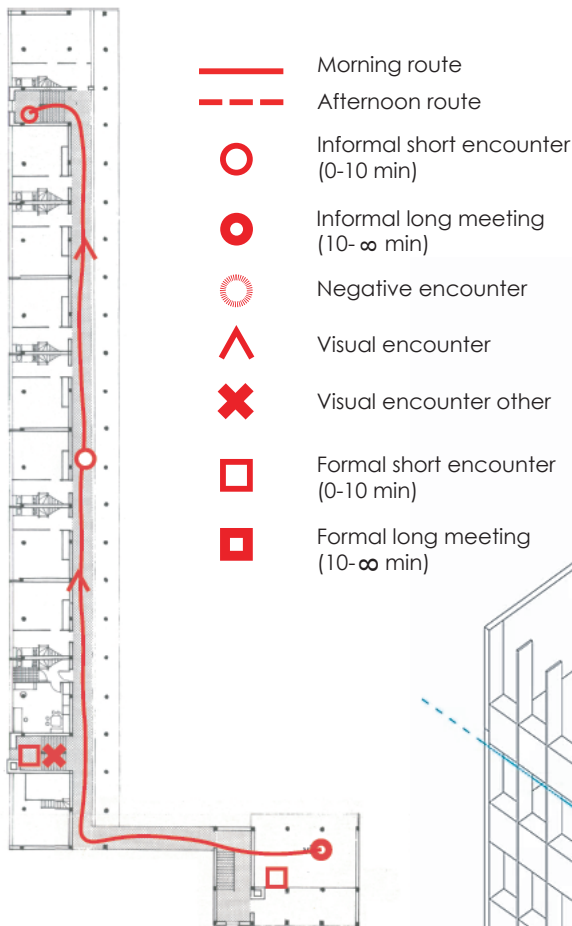 Morning route
Afternoon route
Informal short encounter
(0-10 min)
Informal long meeting
(10- ∞ min)
Negative encounter
Visual encounter
Visual encounter other
Formal short encounter
(0-10 min)
Formal long meeting
(10-∞ min)